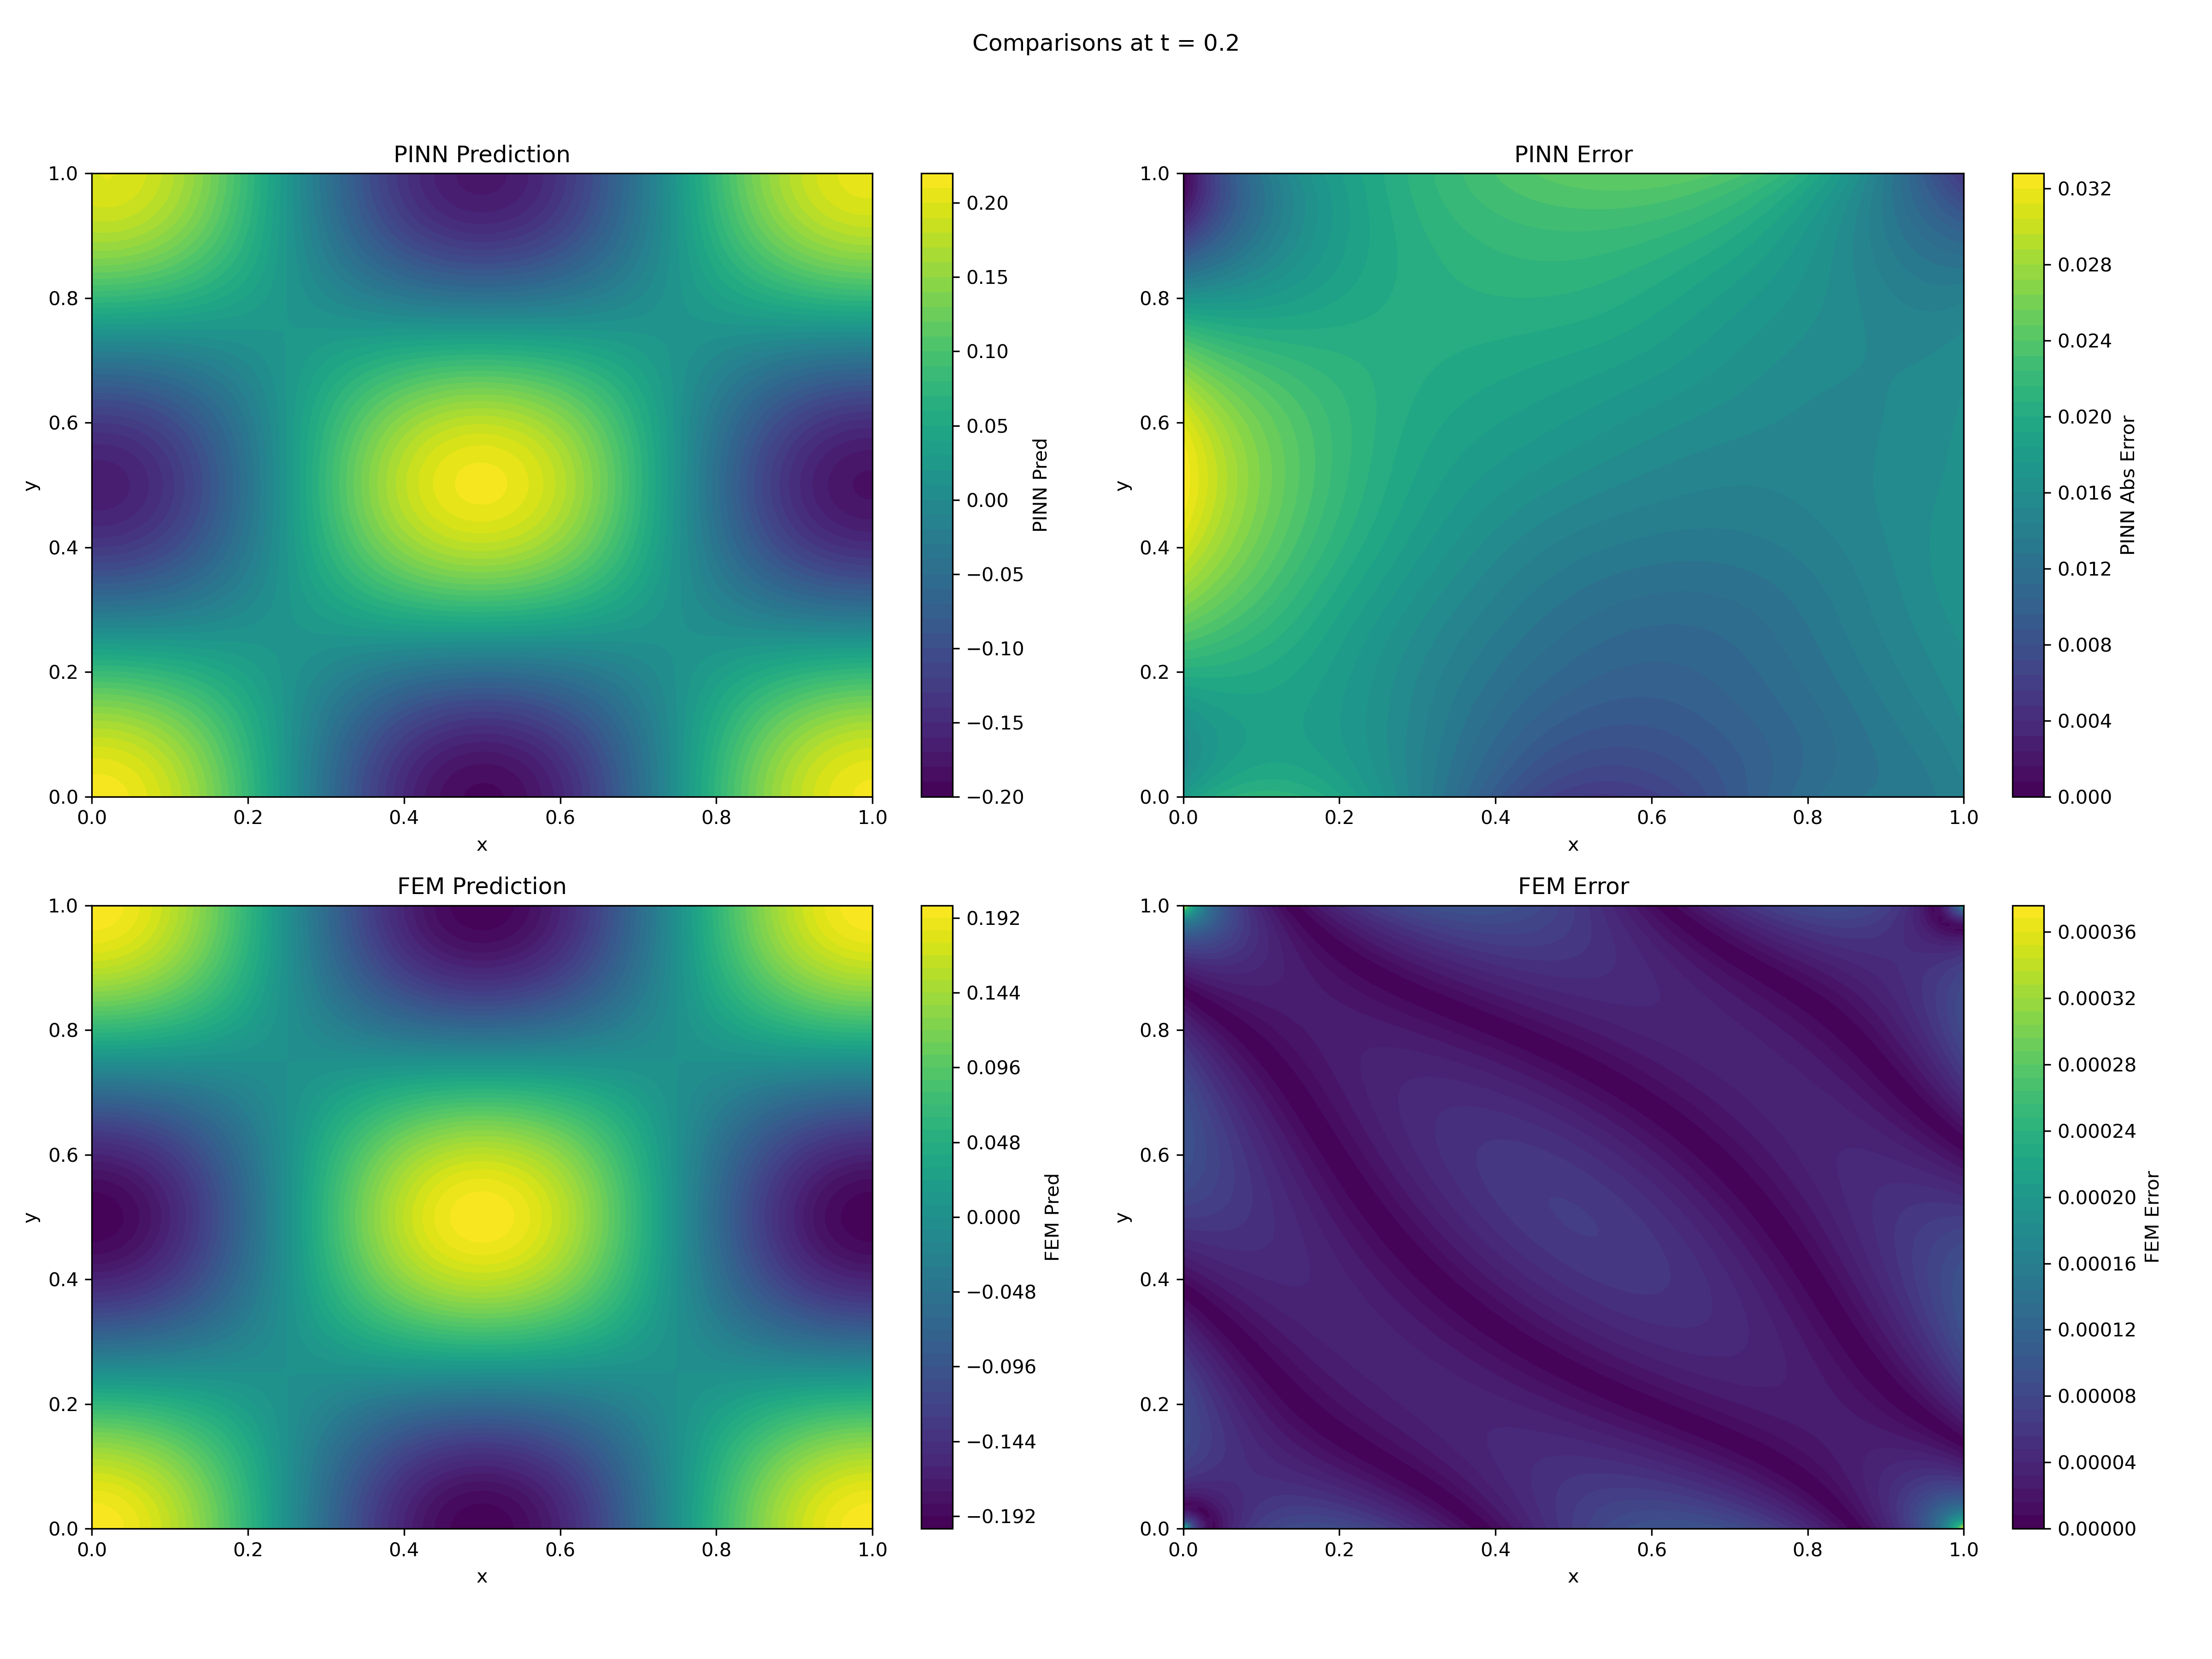 Comparisons at t = 0.2
PINN Prediction
1.0
0.8
0.6
0.4
0.2
0.0
y
0.0 0.2 0.4 0.6 0.8 1.0
x
0.20
0.15
0.10
0.05
0.00
−0.05
−0.10
−0.15
−0.20
PINN Pred
PINN Error
1.0
0.8
0.6
0.4
0.2
0.0
y
0.0 0.2 0.4 0.6 0.8 1.0
x
0.032
0.028
0.024
0.020
0.016
0.012
0.008
0.004
0.000
PINN Abs Error
FEM Prediction
1.0
0.8
0.6
0.4
0.2
0.0
y
0.0 0.2 0.4 0.6 0.8 1.0
x
0.192
0.144
0.096
0.048
0.000
−0.048
−0.096
−0.144
−0.192
FEM Pred
FEM Error
1.0
0.8
0.6
0.4
0.2
0.0
y
0.0 0.2 0.4 0.6 0.8 1.0
x
0.00036
0.00032
0.00028
0.00024
0.00020
0.00016
0.00012
0.00008
0.00004
0.00000
FEM Error